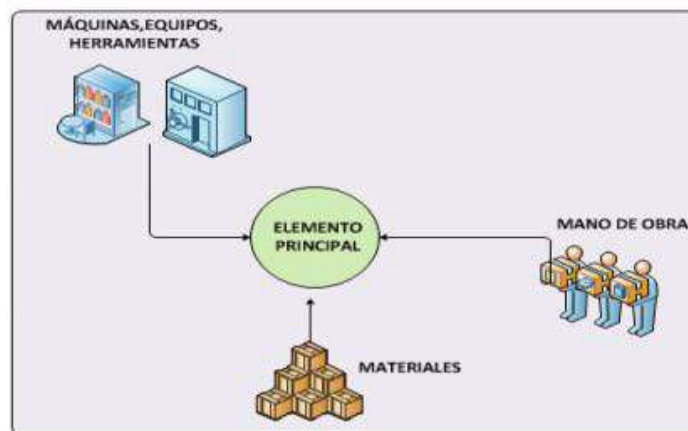 MÁQUINAS,EQUIPOS,
HERRAMIENTAS
ELEMENTO
PRINCIPAL
MANO DE OBRA
MATERIALES